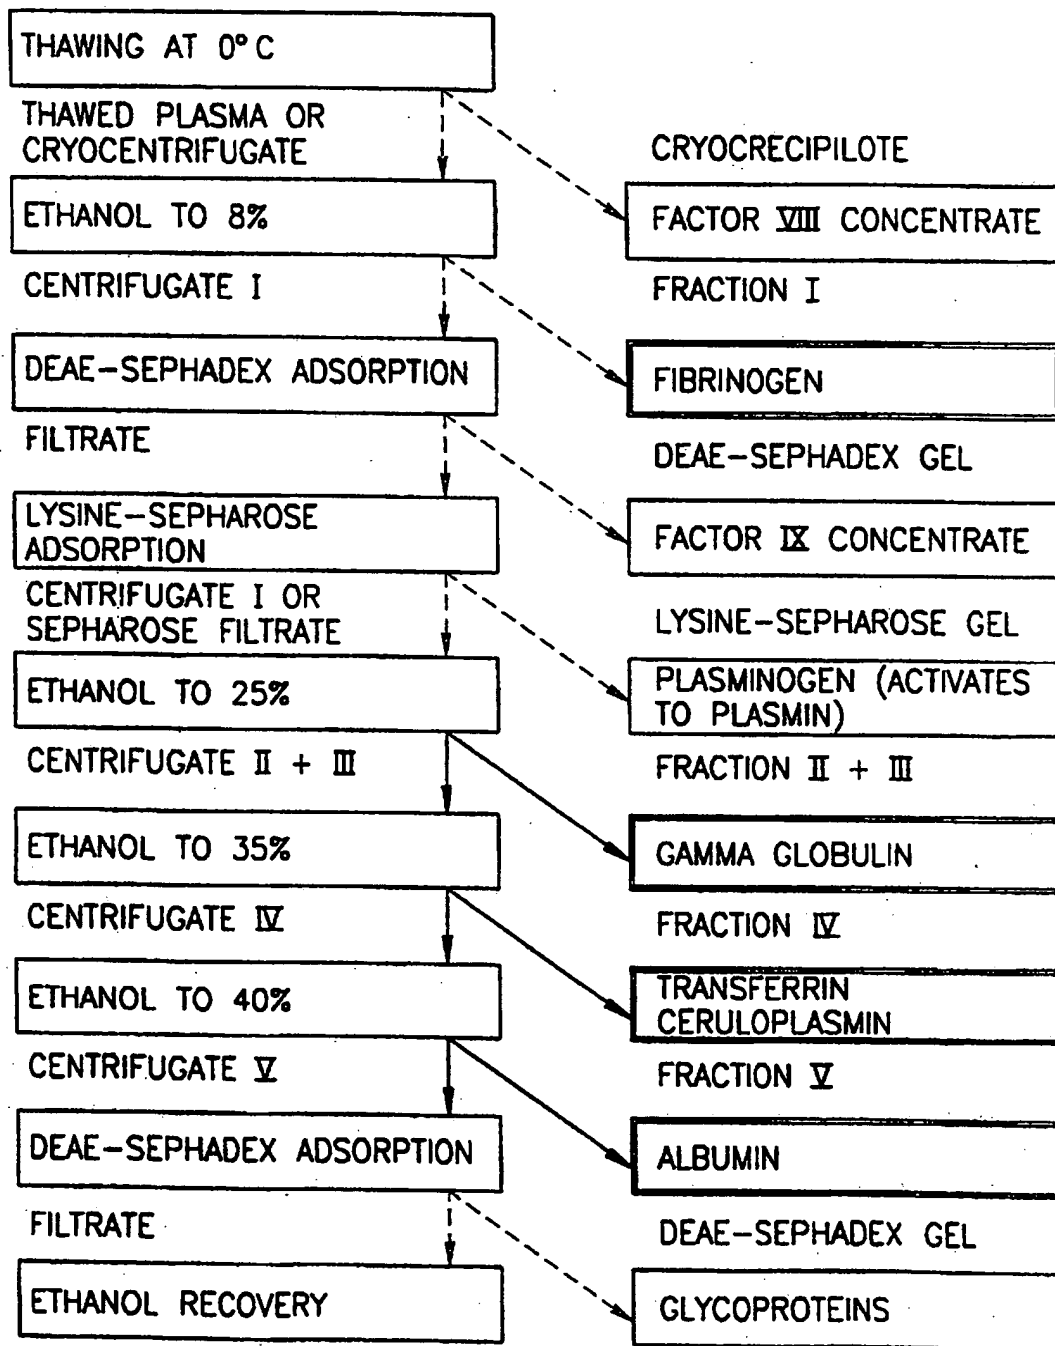 THAWING AT 0° C
THAWED PLASMA OR
CRYOCENTRIFUGATE
CRYOCRECIPILOTE
ETHANOL TO 8%
FACTOR VIII CONCENTRATE
CENTRIFUGATE I
FRACTION I
DEAE-SEPHADEX ADSORPTION
FIBRINOGEN
FILTRATE
DEAE-SEPHADEX GEL
LYSINE-SEPHAROSE
ADSORPTION
FACTOR IX CONCENTRATE
CENTRIFUGATE I OR
SEPHAROSE FILTRATE
LYSINE-SEPHAROSE GEL
ETHANOL TO 25%
PLASMINOGEN (ACTIVATES
TO PLASMIN)
CENTRIFUGATE II + III
FRACTION II + III
ETHANOL TO 35%
GAMMA GLOBULIN
CENTRIFUGATE IV
FRACTION IV
ETHANOL TO 40%
TRANSFERRIN
CERULOPLASMIN
CENTRIFUGATE V
FRACTION V
DEAE-SEPHADEX ADSORPTION
ALBUMIN
FILTRATE
DEAE-SEPHADEX GEL
ETHANOL RECOVERY
GLYCOPROTEINS